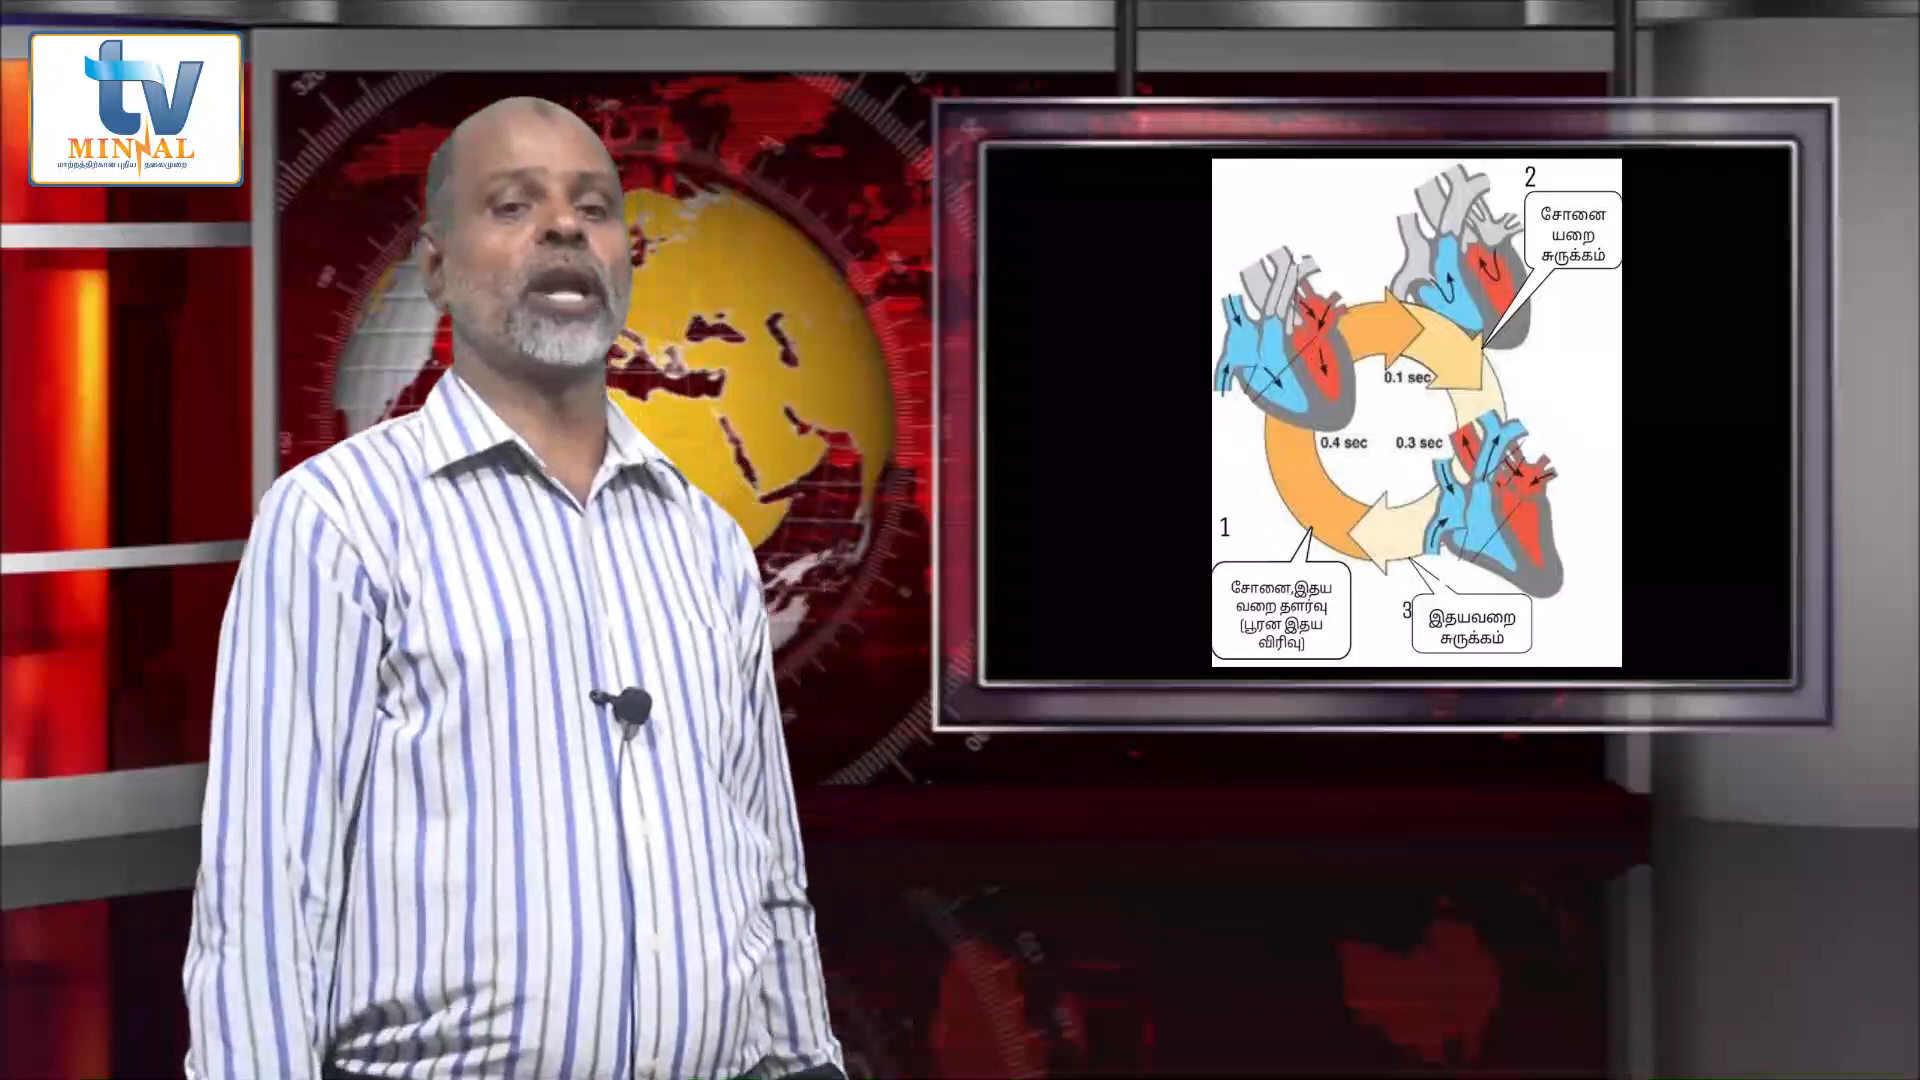 tv
MINNAL
மாற்றத்திற்கான புதிய தலைமுறை
2
சோனை
யறை
சுருக்கம்
0.1 sec
0.4 sec
0.3 sec
1
சோனை,இதய
வறை தளர்வு
(பூரன இதய
விரிவு)
3
இதயவறை
சுருக்கம்